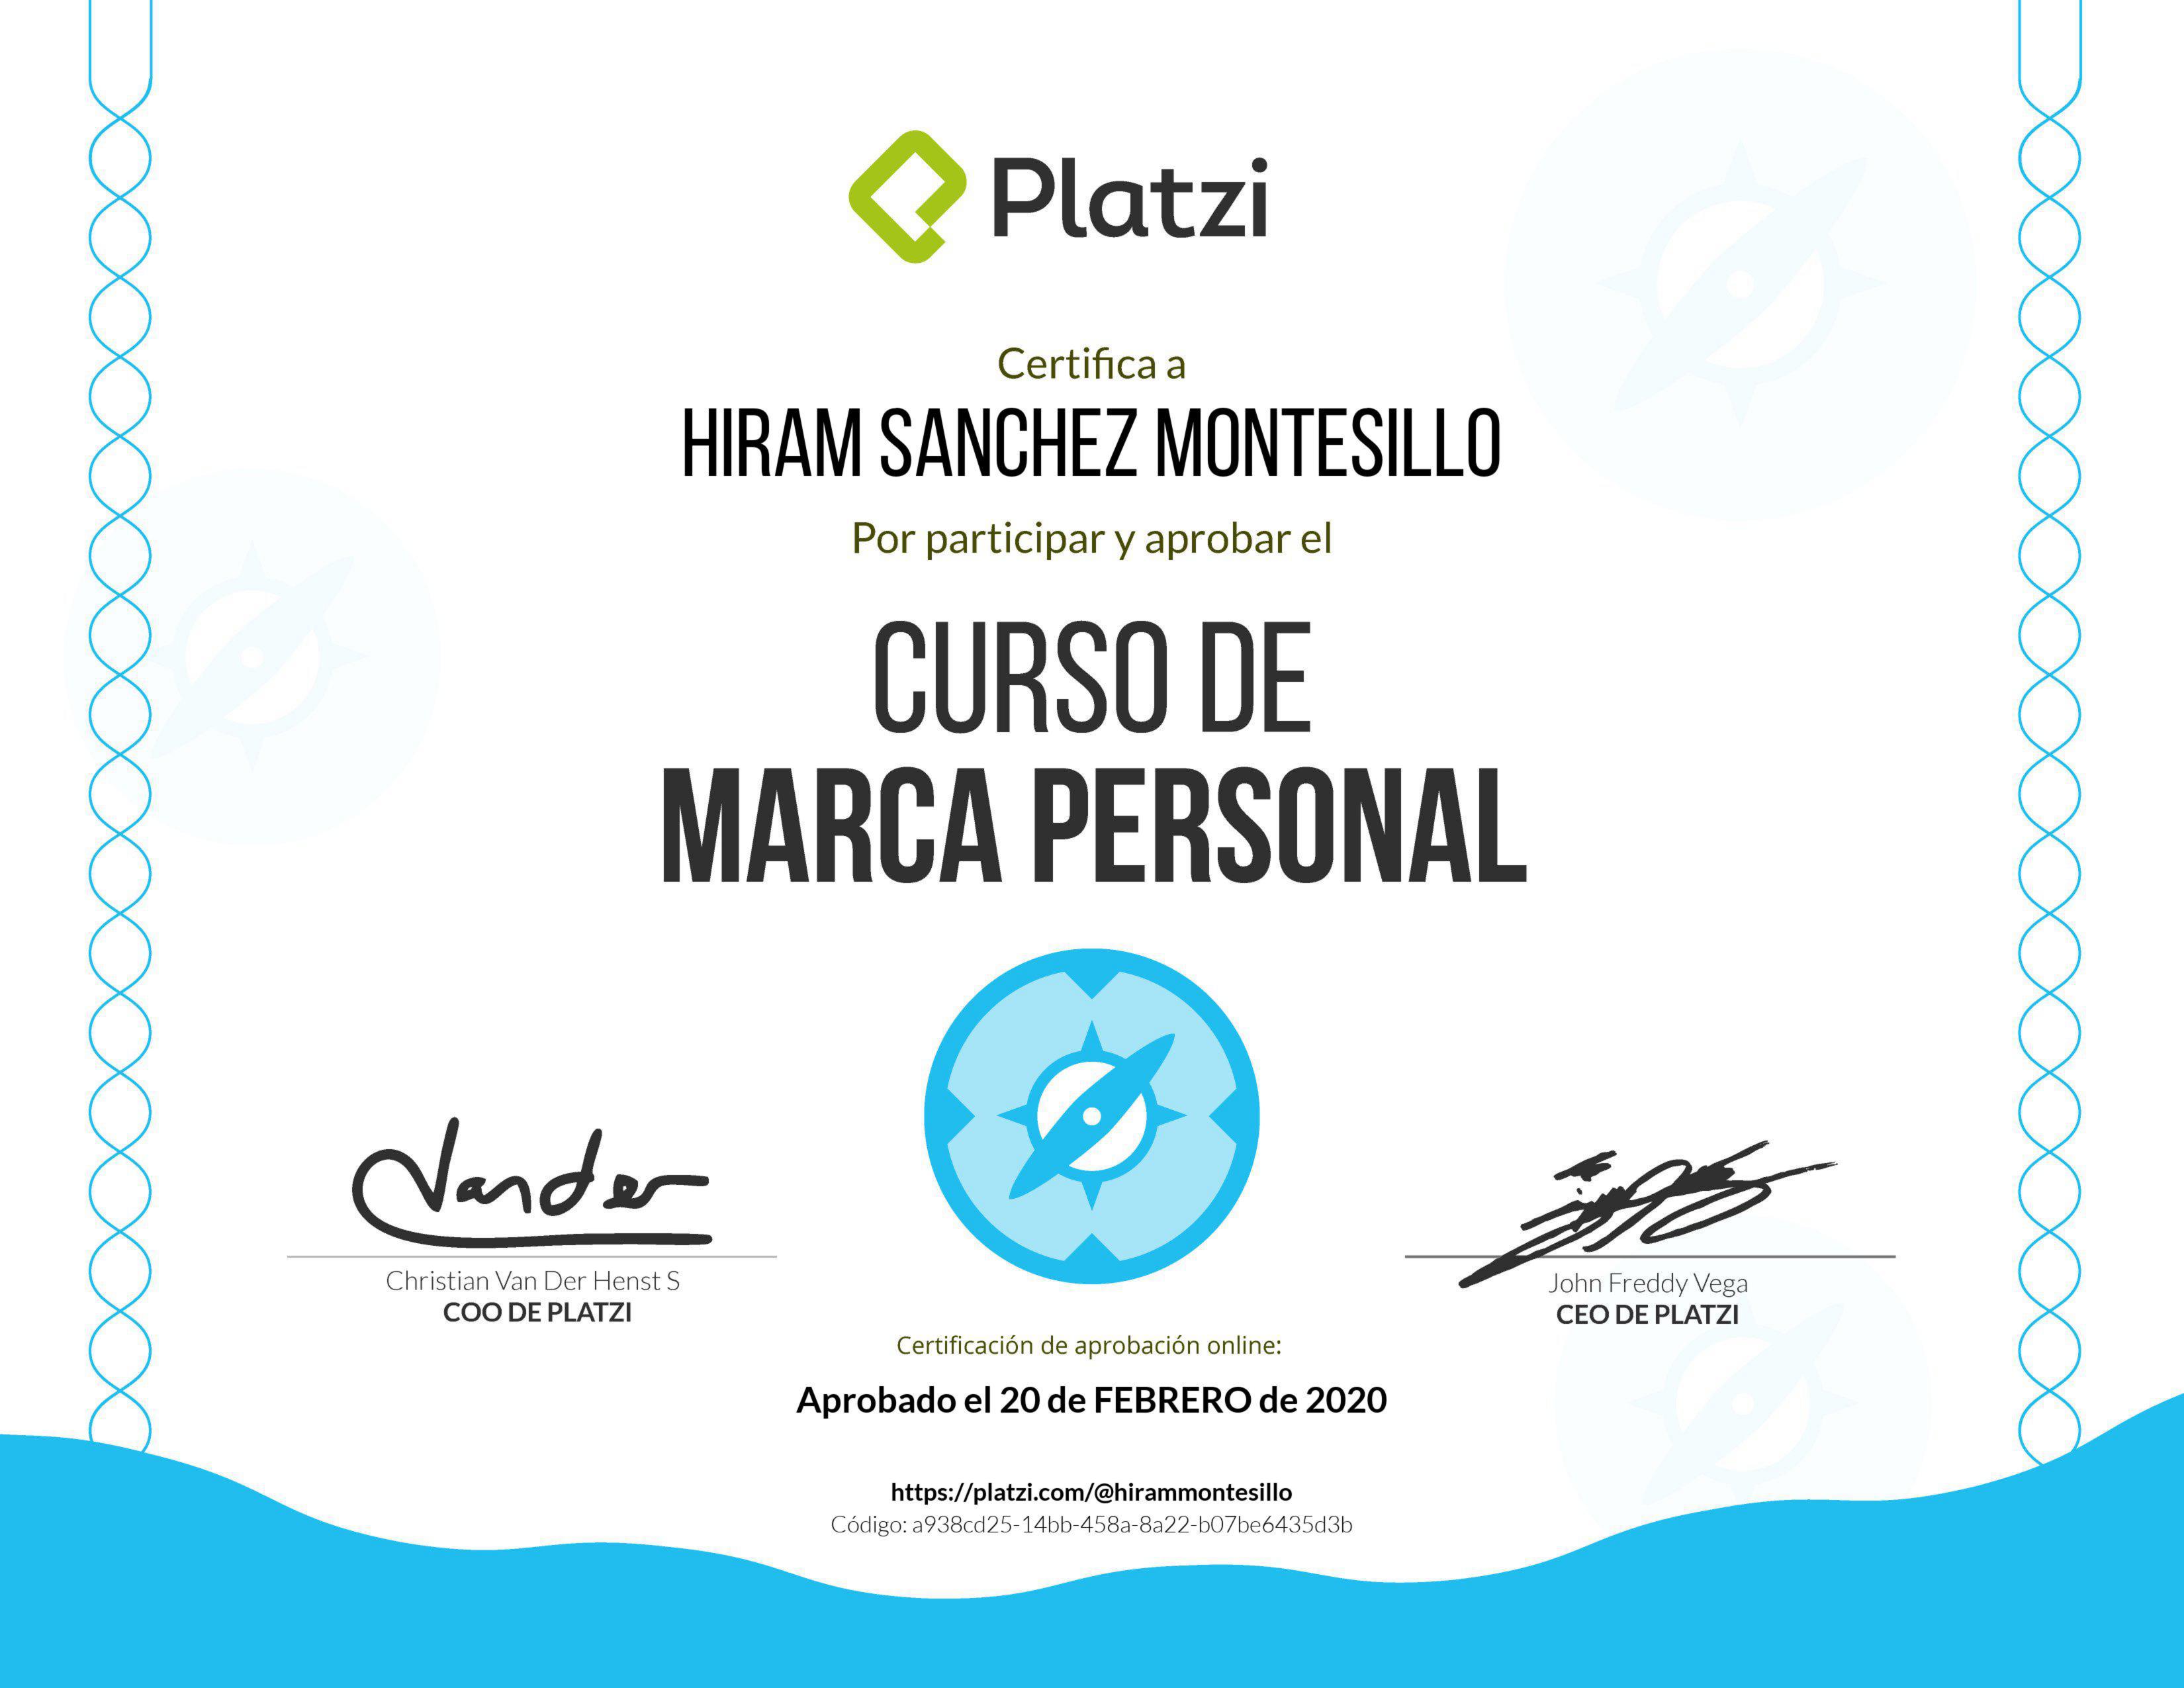 Platzi
Certifica a
HIRAM SANCHEZ MONTESILLO
Por participar y aprobar el
CURSO DE
MARCA PERSONAL
Vander
Christian Van Der Henst S
COO DE PLATZI
John Freddy Vega
CEO DE PLATZI
Certificación de aprobación online:
Aprobado el 20 de FEBRERO de 2020
https://platzi.com/@hirammontesillo
Código: a938cd25-14bb-458a-8a22-b07be6435d3b